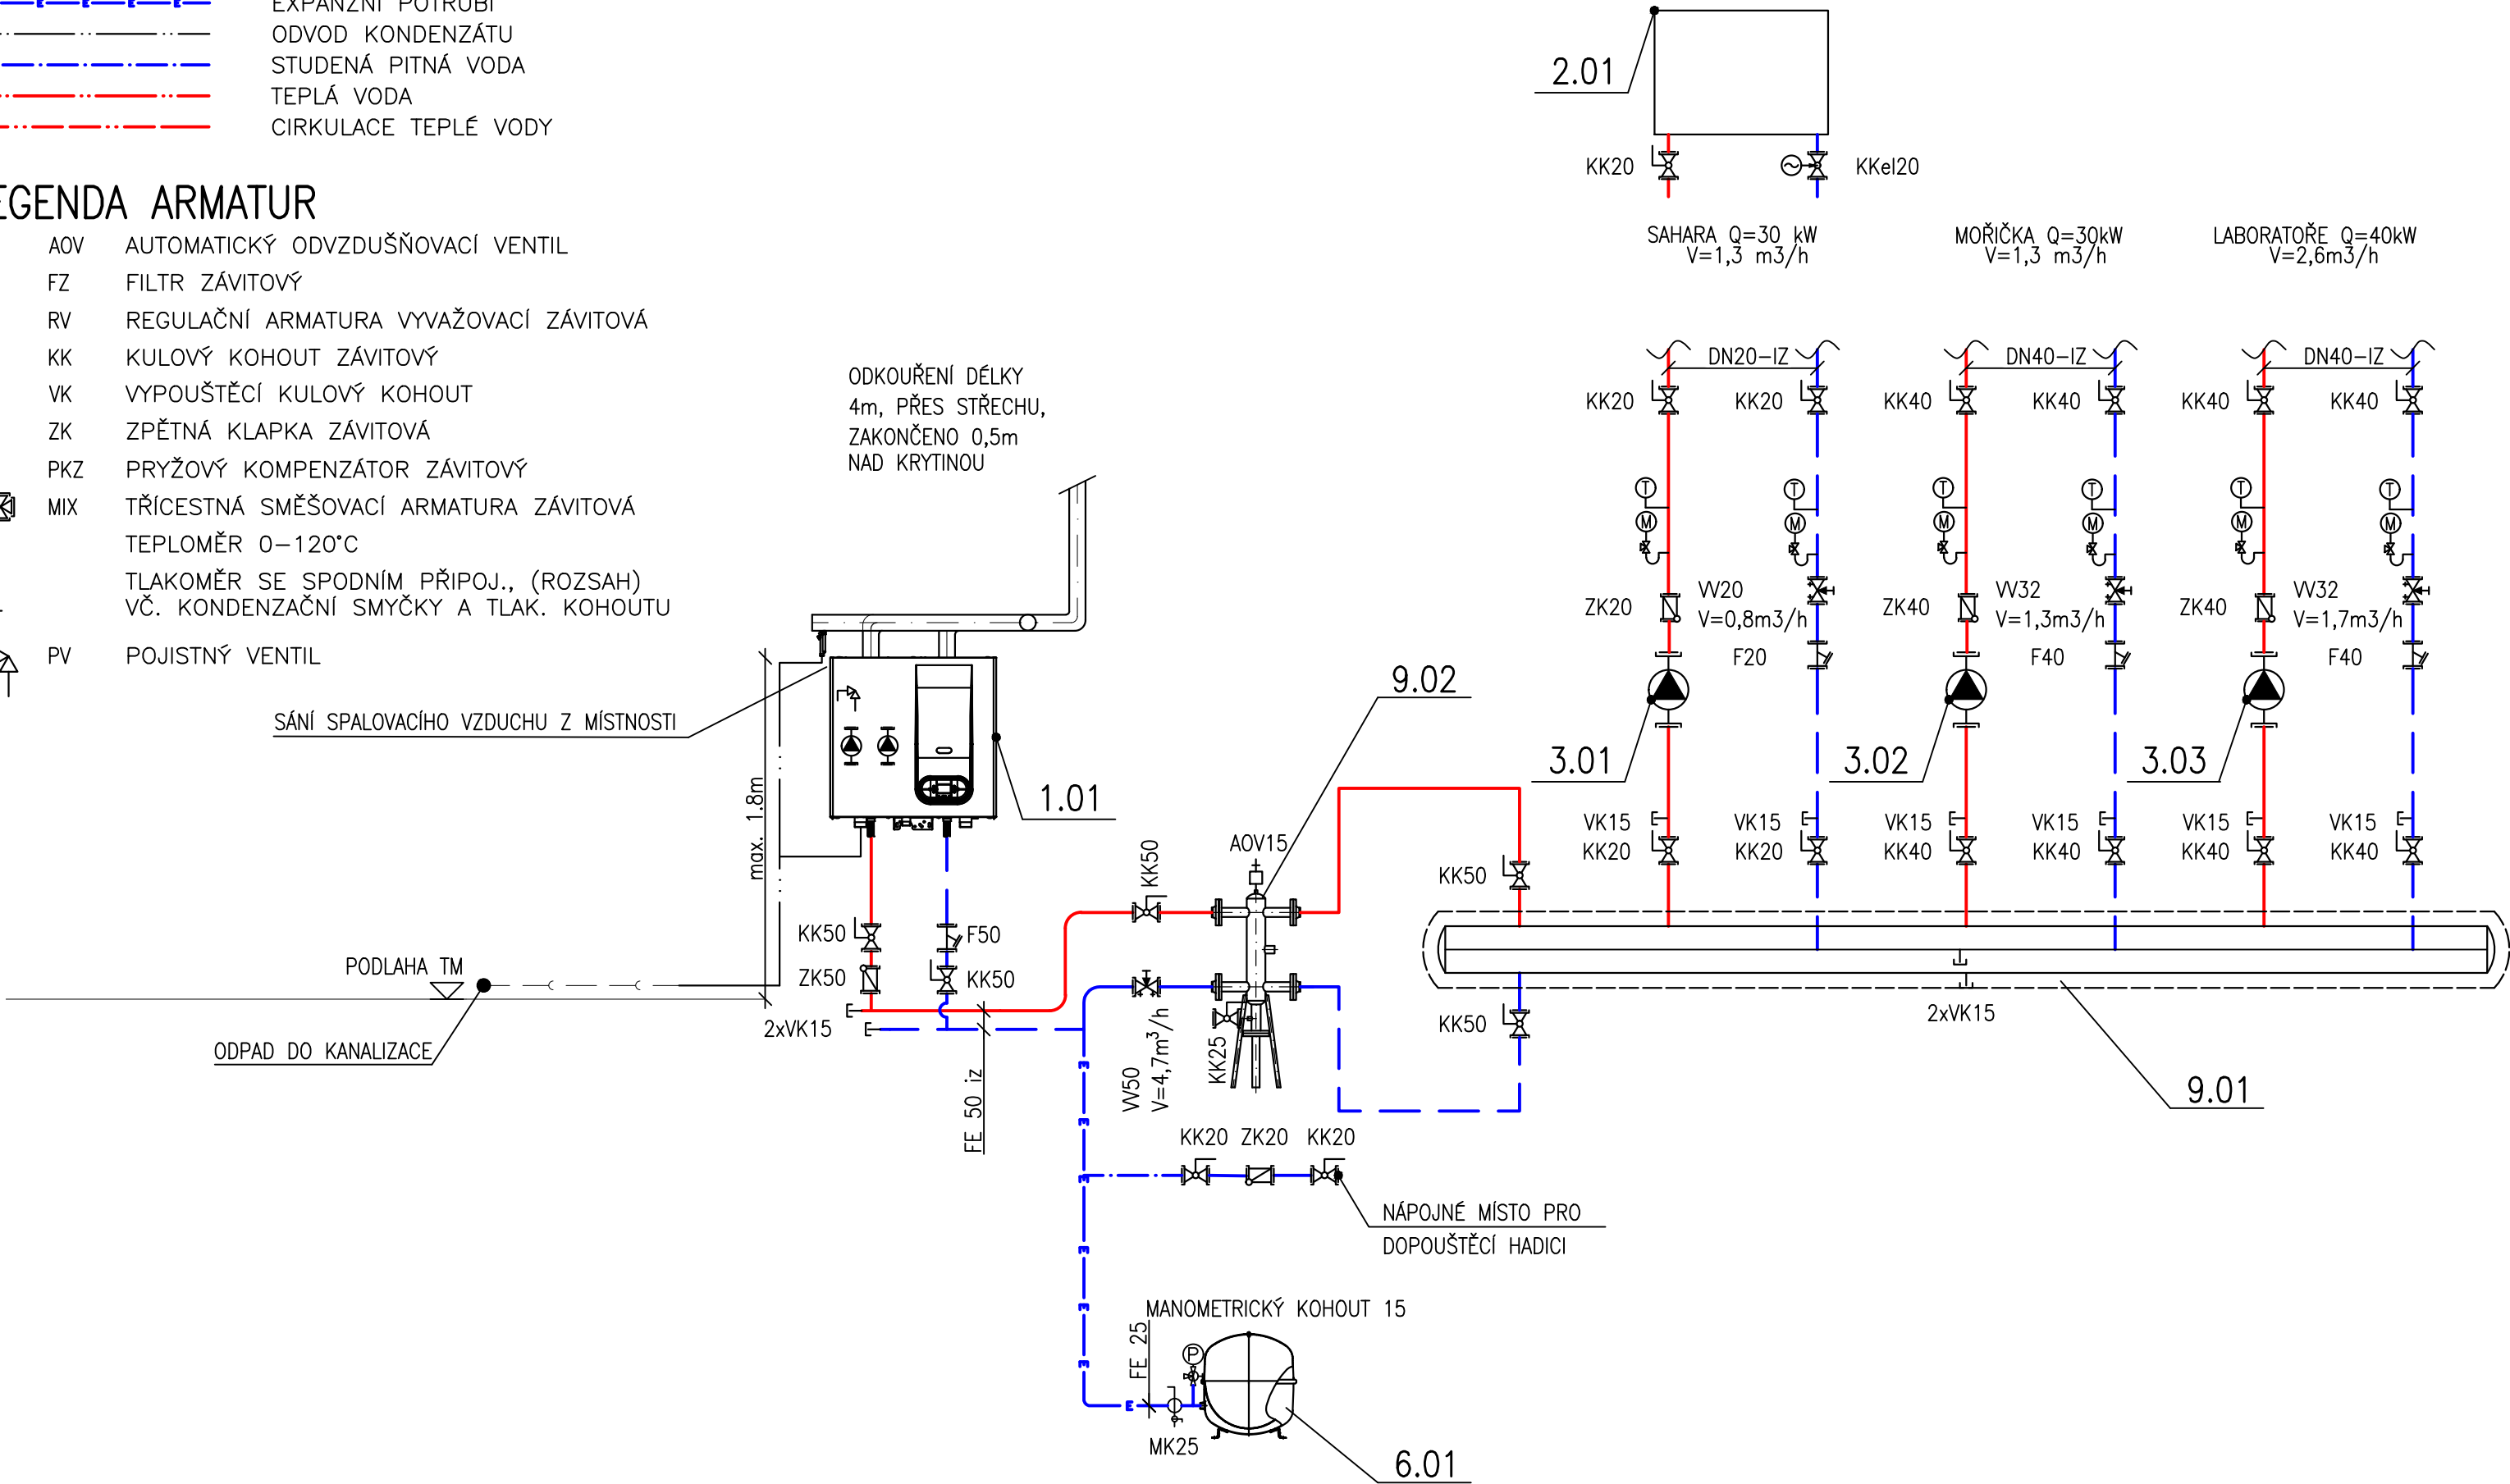 EXPANZNÍ POTRUBÍ
ODVOD KONDENZÁTU
STUDENÁ PITNÁ VODA
TEPLÁ VODA
CIRKULACE TEPLÉ VODY
EGENDA ARMATUR
AOV AUTOMATICKÝ ODVZDUŠŇOVACÍ VENTIL
FZ FILTR ZÁVITOVÝ
RV REGULAČNÍ ARMATURA VYVAŽOVACÍ ZÁVITOVÁ
KK KULOVÝ KOHOUT ZÁVITOVÝ
VK VYPOUŠTĚCÍ KULOVÝ KOHOUT
ZK ZPĚTNÁ KLAPKA ZÁVITOVÁ
PKZ PRYŽOVÝ KOMPENZÁTOR ZÁVITOVÝ
MIX TŘÍCESTNÁ SMĚŠOVACÍ ARMATURA ZÁVITOVÁ
TEPLOMĚR 0–120°C
TLAKOMĚR SE SPODNÍM PŘIPOJ., (ROZSAH)
VČ. KONDENZAČNÍ SMYČKY A TLAK. KOHOUTU
PV POJISTNÝ VENTIL
2.01
KK20 KKel20
SAHARA Q=30 kW
V=1,3 m3/h
MOŘIČKA Q=30kW
V=1,3 m3/h
LABORATOŘE Q=40kW
V=2,6m3/h
DN20–IZ DN40–IZ DN40–IZ
KK20 KK20 KK40 KK40 KK40 KK40
T T T T T T
M M M M M M
ZK20 VV20
V=0,8m3/h
ZK40 VV32
V=1,3m3/h
ZK40 VV32
V=1,7m3/h
F20 F40 F40
3.01 3.02 3.03
VK15 VK15 VK15 VK15 VK15 VK15
KK20 KK20 KK40 KK40 KK40 KK40
ODKOUŘENÍ DÉLKY
4m, PŘES STŘECHU,
ZAKONČENO 0,5m
NAD KRYTINOU
SÁNÍ SPALOVACÍHO VZDUCHU Z MÍSTNOSTI
max. 1.8m
1.01
9.02
AOV15
KK50
KK50
KK50
ZK50
F50
KK50
2xVK15
PODLAHA TM
ODPAD DO KANALIZACE
FE 50 iz
VV50
V=4,7m³/h
KK25
KK50
2xVK15
9.01
KK20 ZK20 KK20
NÁPOJNÉ MÍSTO PRO
DOPOUŠTĚCÍ HADICI
MANOMETRICKÝ KOHOUT 15
FE 25
P
E
MK25
6.01